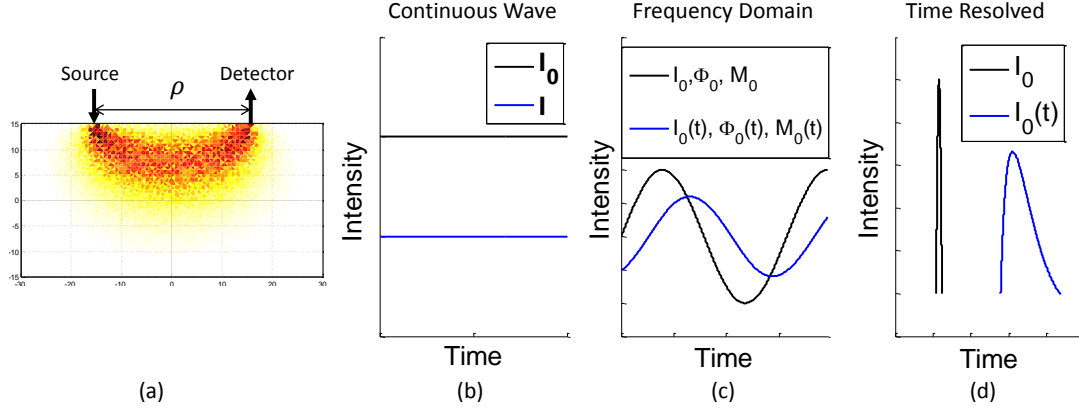 Continuous Wave
Frequency Domain
Time Resolved
Source
Detector
ρ
15
10
5
0
-5
-10
-15
-30
-20
-10
0
10
20
30
(a)
I₀
I
Intensity
Time
(b)
I₀,Φ₀, M₀
I₀(t), Φ₀(t), M₀(t)
Intensity
Time
(c)
I₀
I₀(t)
Intensity
Time
(d)